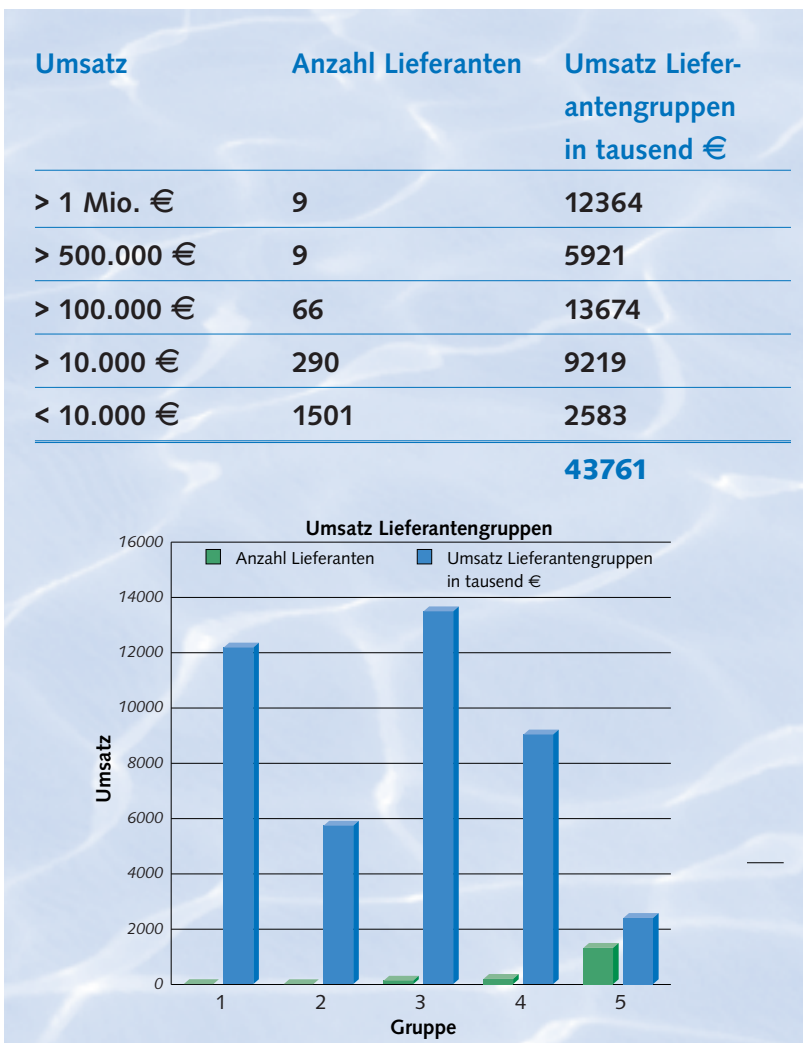 Umsatz Anzahl Lieferanten Umsatz Liefer-
antengruppen
in tausend €
> 1 Mio. € 9 12364
> 500.000 € 9 5921
> 100.000 € 66 13674
> 10.000 € 290 9219
< 10.000 € 1501 2583
43761
Umsatz Lieferantengruppen
Anzahl Lieferanten Umsatz Lieferantengruppen
in tausend €
16000
14000
12000
10000
8000
6000
4000
2000
0
Umsatz
1 2 3 4 5
Gruppe